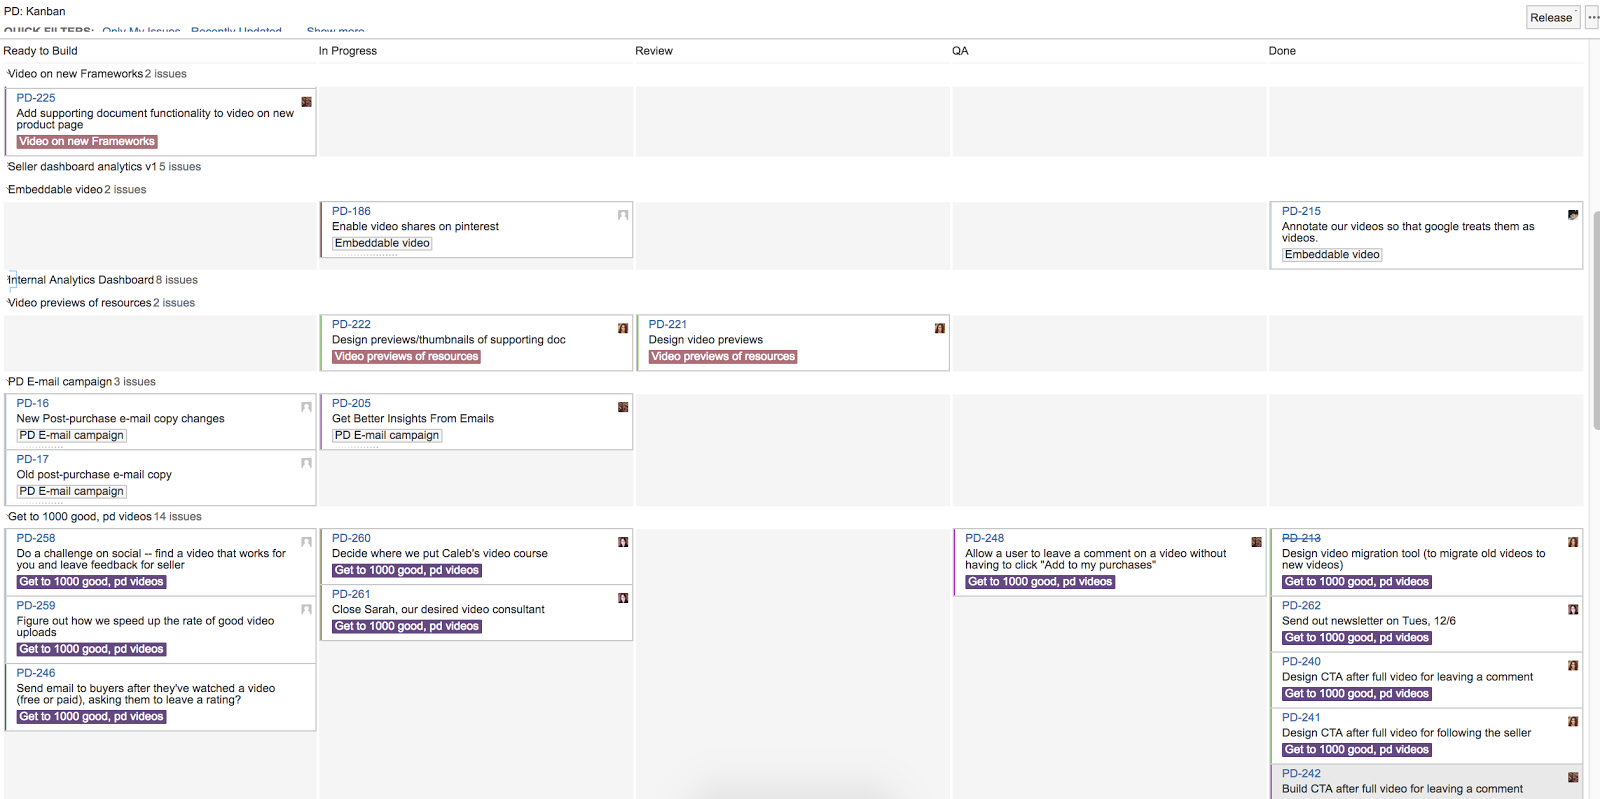 PD: Kanban
Release
QUICK FILTERS: Only My Issues Recently Updated Show more
Ready to Build In Progress Review QA Done
Video on new Frameworks 2 issues
PD-225
Add supporting document functionality to video on new
product page
Video on new Frameworks
Seller dashboard analytics v1 5 issues
Embeddable video 2 issues
PD-186
Enable video shares on pinterest
Embeddable video
PD-215
Annotate our videos so that google treats them as
videos.
Embeddable video
Internal Analytics Dashboard 8 issues
Video previews of resources 2 issues
PD-222
Design previews/thumbnails of supporting doc
Video previews of resources
PD-221
Design video previews
Video previews of resources
PD E-mail campaign 3 issues
PD-16
New Post-purchase e-mail copy changes
PD E-mail campaign
PD-17
Old post-purchase e-mail copy
PD E-mail campaign
PD-205
Get Better Insights From Emails
PD E-mail campaign
Get to 1000 good, pd videos 14 issues
PD-258
Do a challenge on social -- find a video that works for
you and leave feedback for seller
Get to 1000 good, pd videos
PD-259
Figure out how we speed up the rate of good video
uploads
Get to 1000 good, pd videos
PD-246
Send email to buyers after they've watched a video
(free or paid), asking them to leave a rating?
Get to 1000 good, pd videos
PD-260
Decide where we put Caleb's video course
Get to 1000 good, pd videos
PD-261
Close Sarah, our desired video consultant
Get to 1000 good, pd videos
PD-248
Allow a user to leave a comment on a video without
having to click "Add to my purchases"
Get to 1000 good, pd videos
PD-213
Design video migration tool (to migrate old videos to
new videos)
Get to 1000 good, pd videos
PD-262
Send out newsletter on Tues, 12/6
Get to 1000 good, pd videos
PD-240
Design CTA after full video for leaving a comment
Get to 1000 good, pd videos
PD-241
Design CTA after full video for following the seller
Get to 1000 good, pd videos
PD-242
Build CTA after full video for leaving a comment